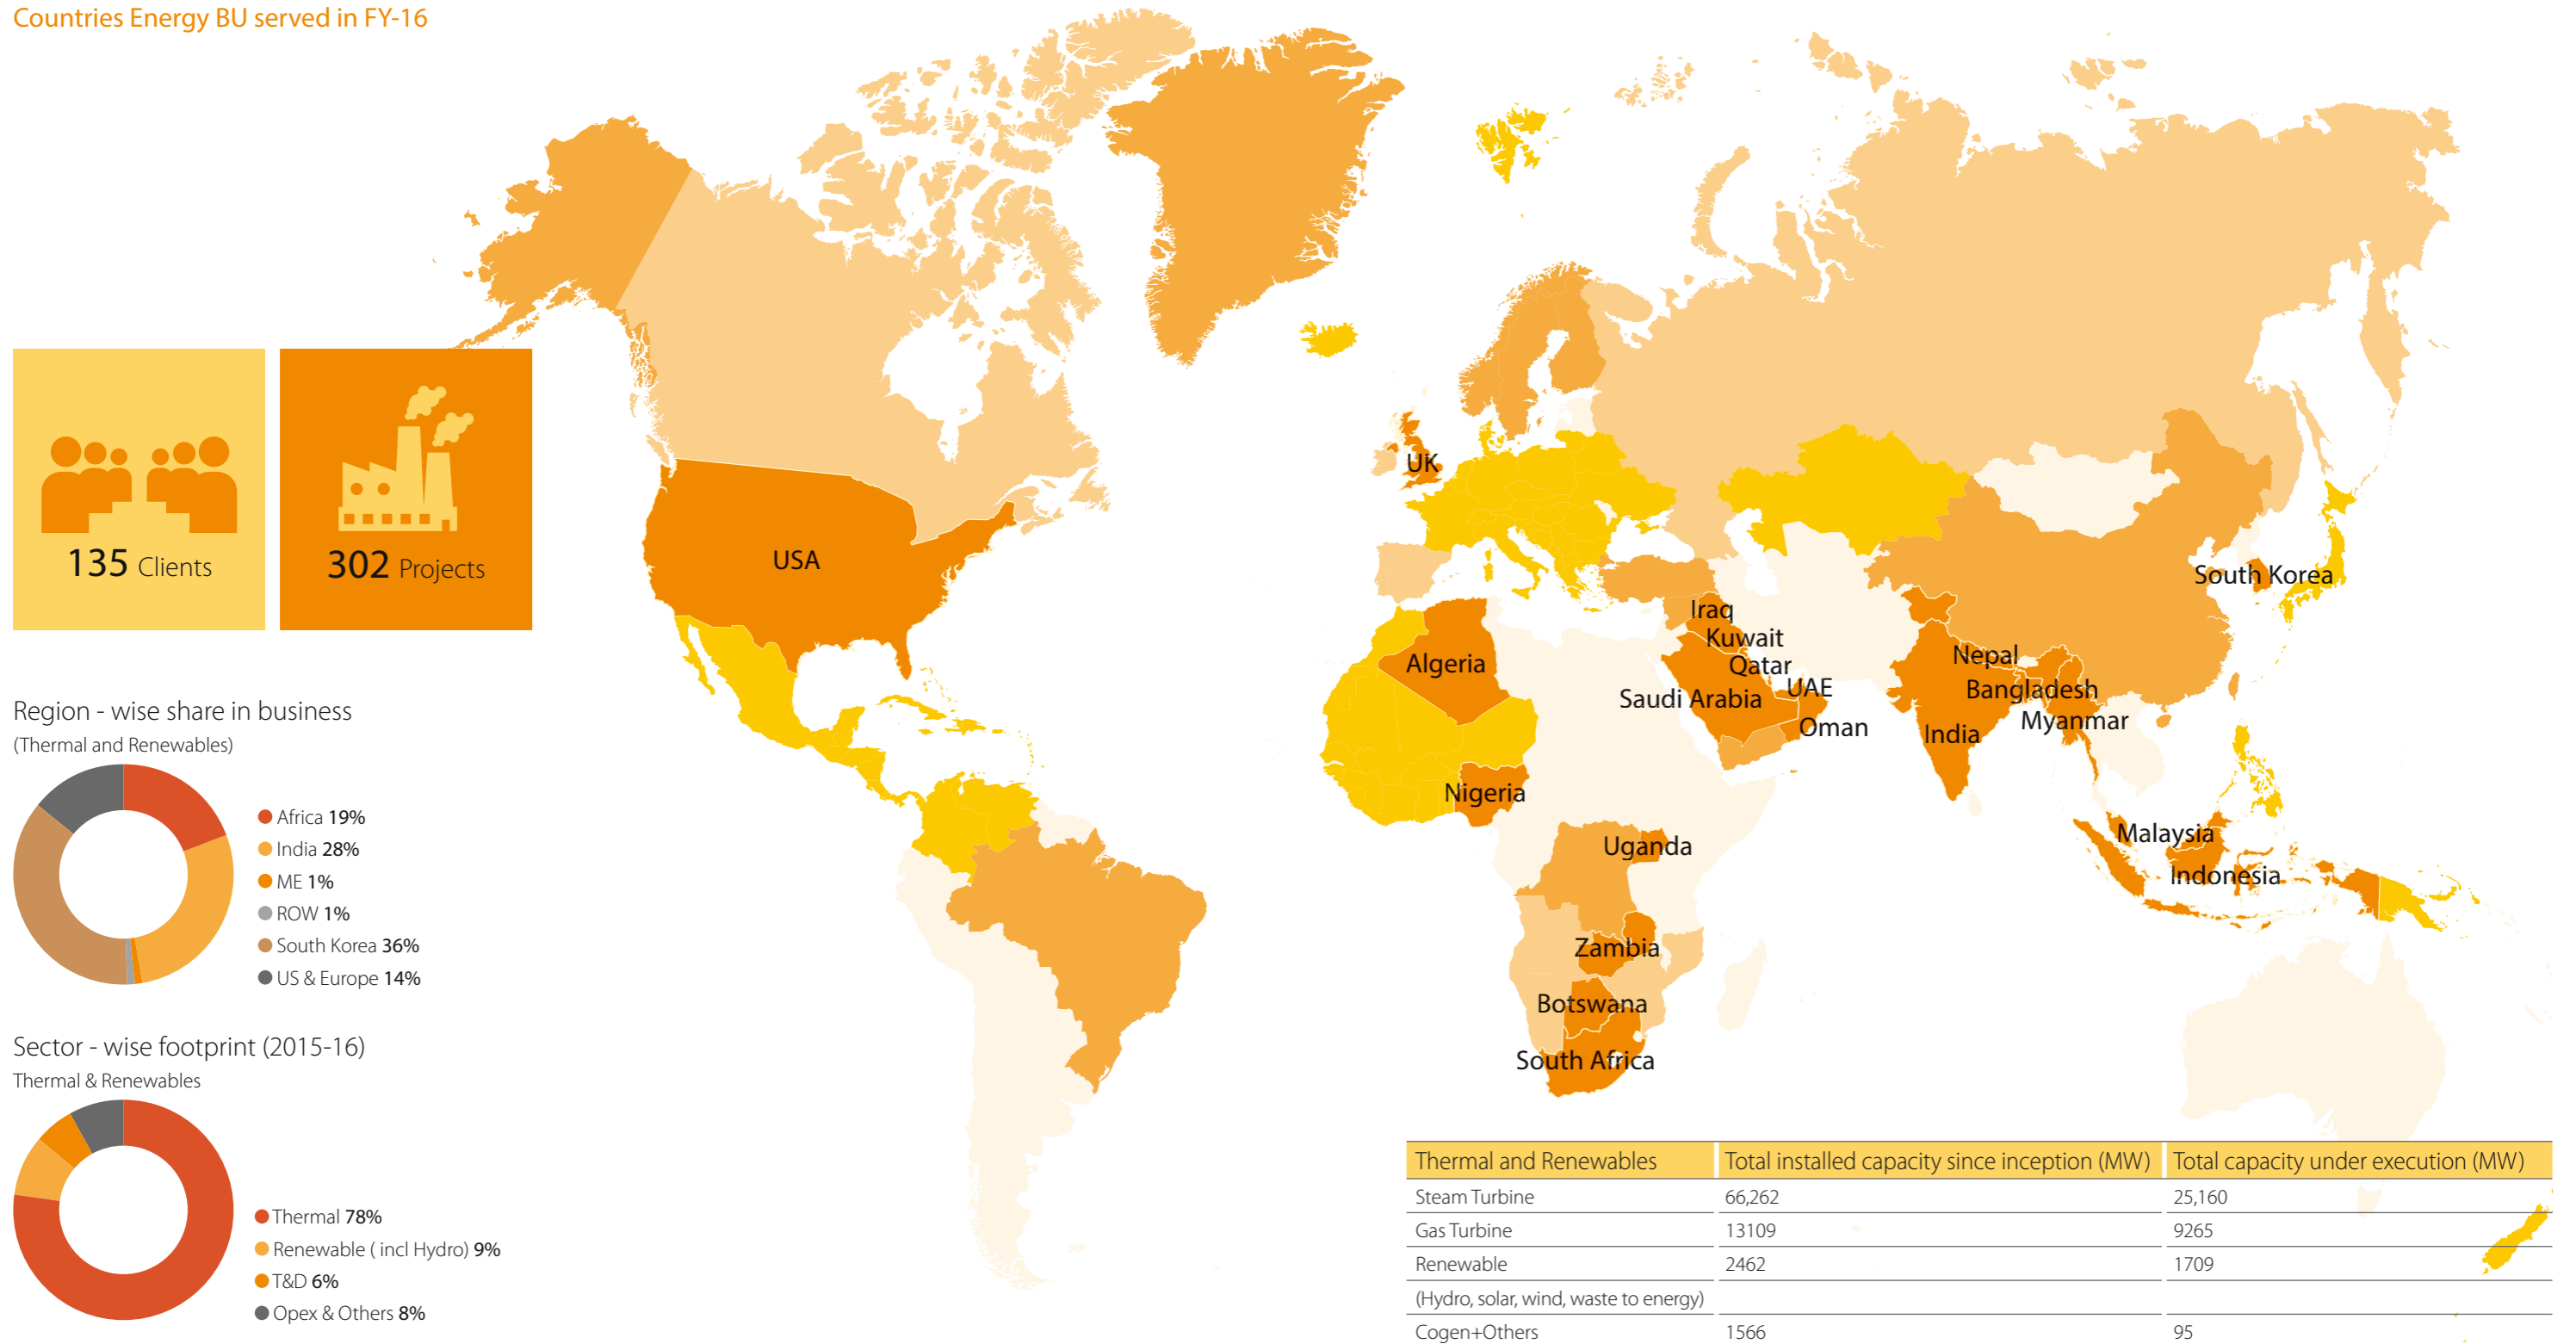 Countries Energy BU served in FY-16
135 Clients
302 Projects
Region - wise share in business
(Thermal and Renewables)
Africa 19%
India 28%
ME 1%
ROW 1%
South Korea 36%
US & Europe 14%
Sector - wise footprint (2015-16)
Thermal & Renewables
Thermal 78%
Renewable ( incl Hydro) 9%
T&D 6%
Opex & Others 8%
USA
UK
Algeria
Nigeria
Uganda
Zambia
Botswana
South Africa
Iraq
Kuwait
Qatar
Saudi Arabia
UAE
Oman
Nepal
Bangladesh
Myanmar
India
South Korea
Malaysia
Indonesia
Thermal and Renewables Total installed capacity since inception (MW) Total capacity under execution (MW)
Steam Turbine 66,262 25,160
Gas Turbine 13109 9265
Renewable 2462 1709
(Hydro, solar, wind, waste to energy)
Cogen+Others 1566 95